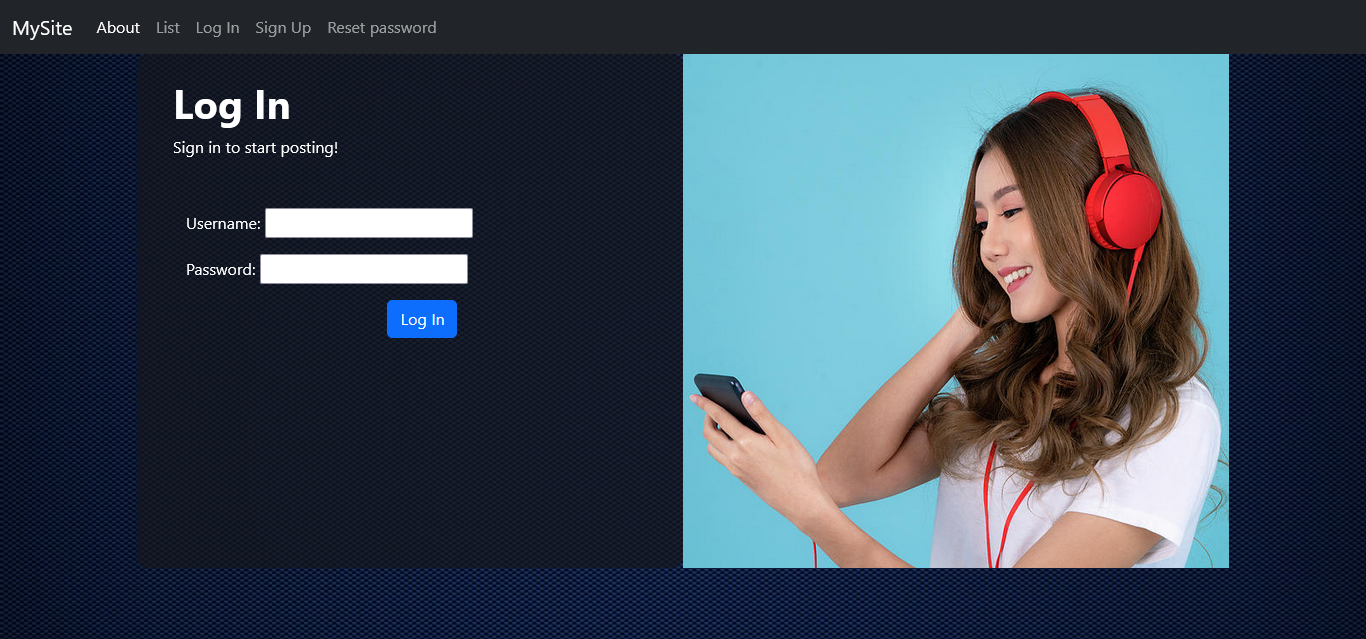 MySite About List Log In Sign Up Reset password
Log In
Sign in to start posting!
Username:
Password:
Log In